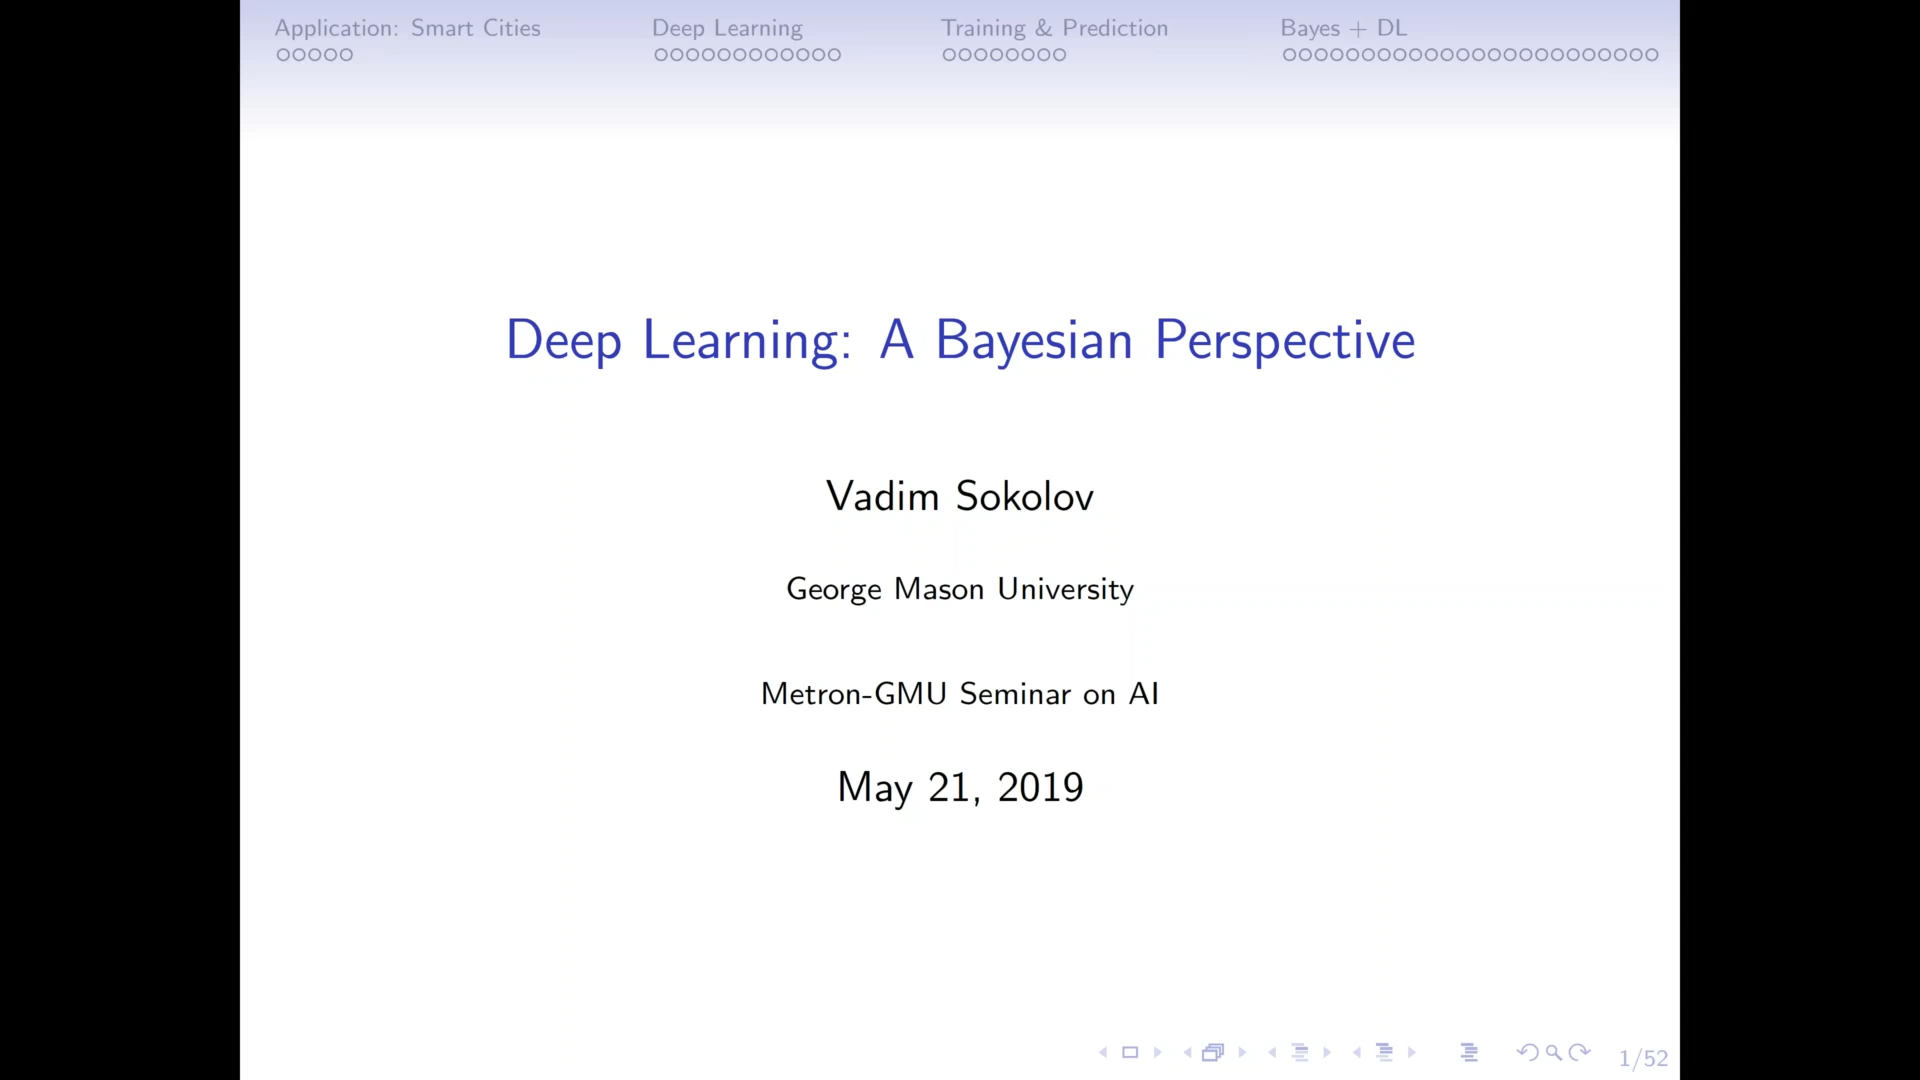 Application: Smart Cities
Deep Learning
Training & Prediction
Bayes + DL
Deep Learning: A Bayesian Perspective
Vadim Sokolov
George Mason University
Metron-GMU Seminar on AI
May 21, 2019
1/52